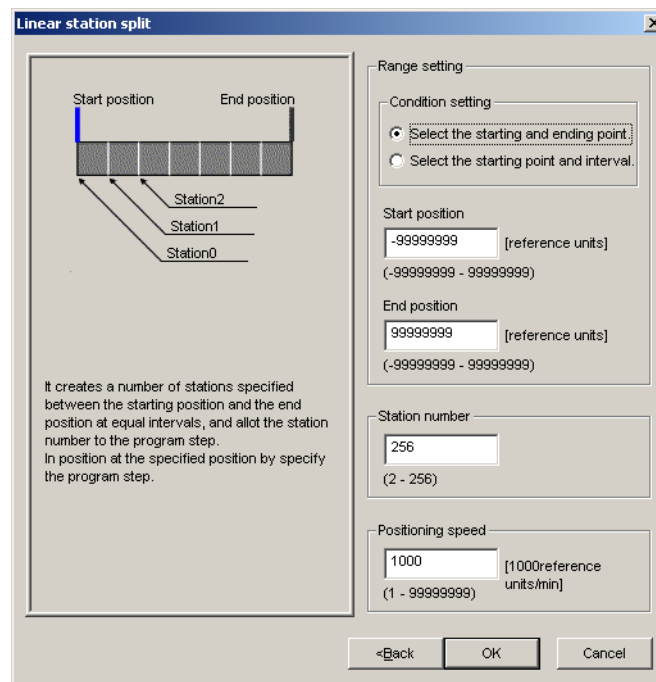 Linear station split
Start position End position
Station2
Station1
Station0
It creates a number of stations specified
between the starting position and the end
position at equal intervals, and allot the station
number to the program step.
In position at the specified position by specify
the program step.
Range setting
Condition setting
Select the starting and ending point.
Select the starting point and interval.
Start position
-99999999 [reference units]
(-99999999 - 99999999)
End position
99999999 [reference units]
(-99999999 - 99999999)
Station number
256
(2 - 256)
Positioning speed
1000 [1000reference
units/min]
(1 - 99999999)
<Back OK Cancel